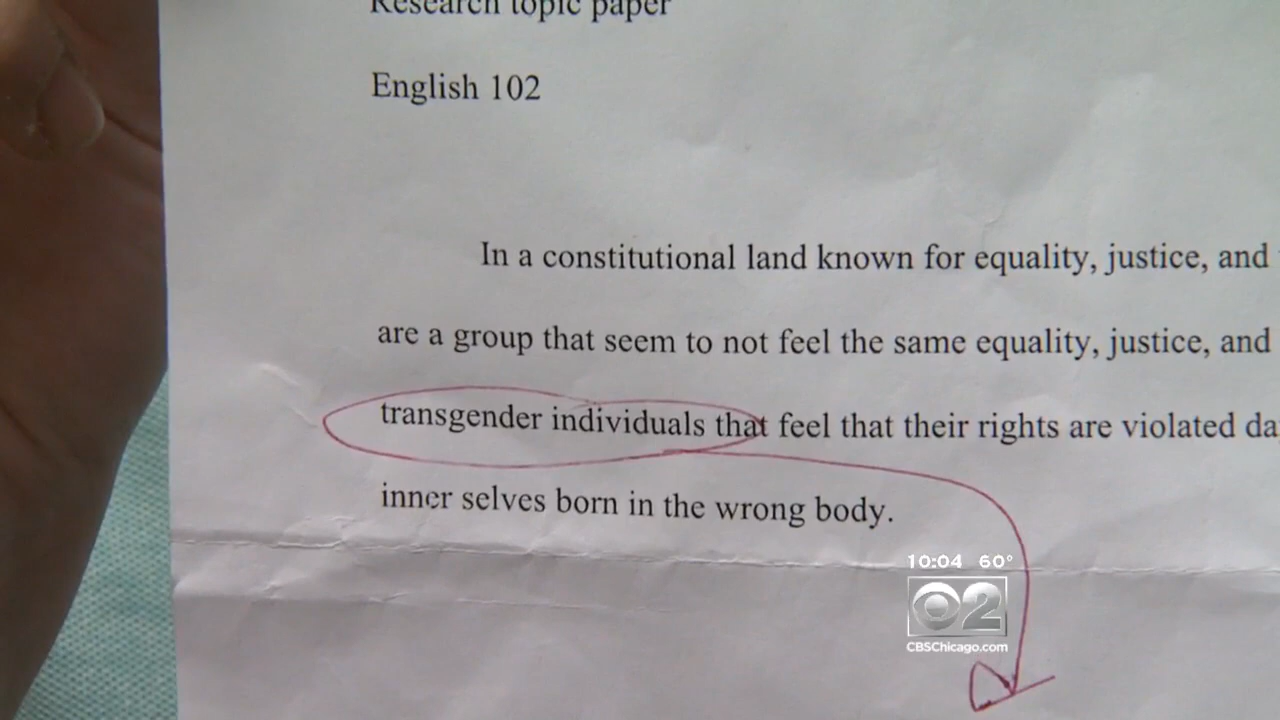 Research topic paper
English 102
In a constitutional land known for equality, justice, and
are a group that seem to not feel the same equality, justice, and
transgender individuals that feel that their rights are violated da
inner selves born in the wrong body.
10:04 60°
2
CBSChicago.com